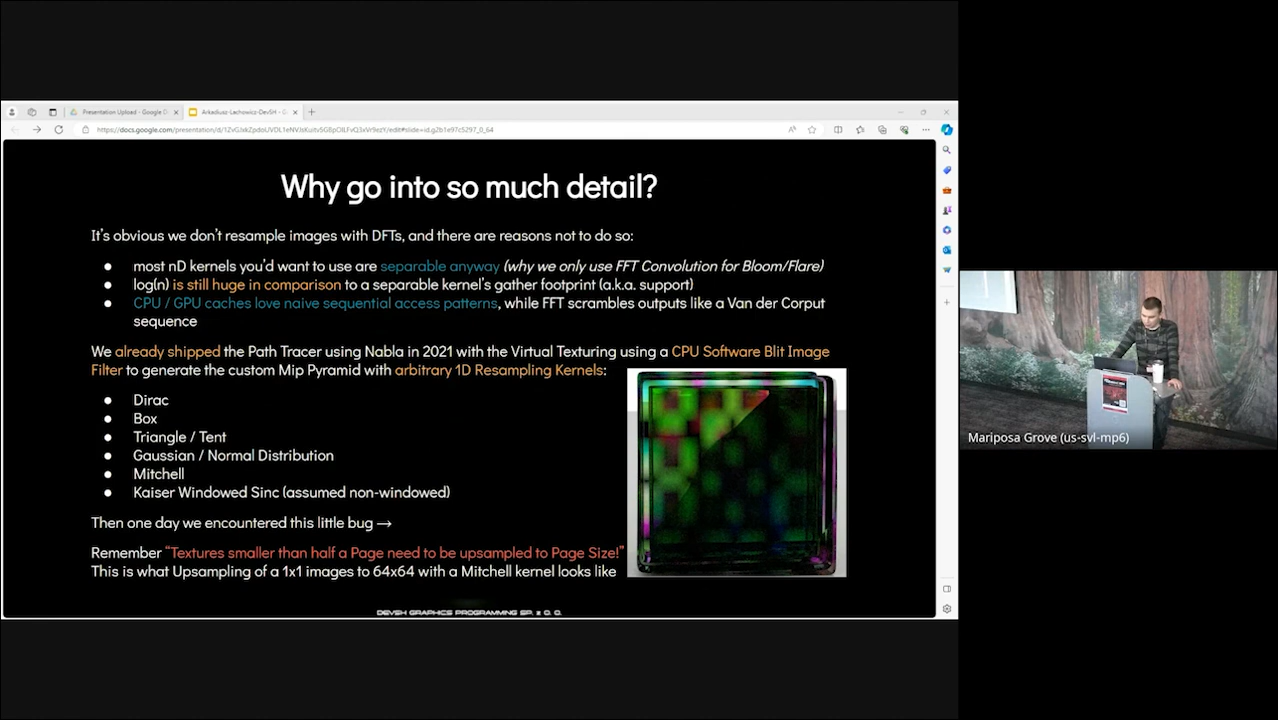 Presentation Upload - Google D
Arkadiusz-Lachowicz-DevSH - G
Why go into so much detail?
It's obvious we don't resample images with DFTs, and there are reasons not to do so:
● most nD kernels you'd want to use are separable anyway (why we only use FFT Convolution for Bloom/Flare)
● log(n) is still huge in comparison to a separable kernel's gather footprint (a.k.a. support)
● CPU / GPU caches love naive sequential access patterns, while FFT scrambles outputs like a Van der Corput
sequence
We already shipped the Path Tracer using Nabla in 2021 with the Virtual Texturing using a CPU Software Blit Image
Filter to generate the custom Mip Pyramid with arbitrary 1D Resampling Kernels:
● Dirac
● Box
● Triangle / Tent
● Gaussian / Normal Distribution
● Mitchell
● Kaiser Windowed Sinc (assumed non-windowed)
Then one day we encountered this little bug →
Remember "Textures smaller than half a Page need to be upsampled to Page Size!"
This is what Upsampling of a 1x1 images to 64x64 with a Mitchell kernel looks like
DEVSH GRAPHICS PROGRAMMING SP. z O. O.
Mariposa Grove (us-svl-mp6)